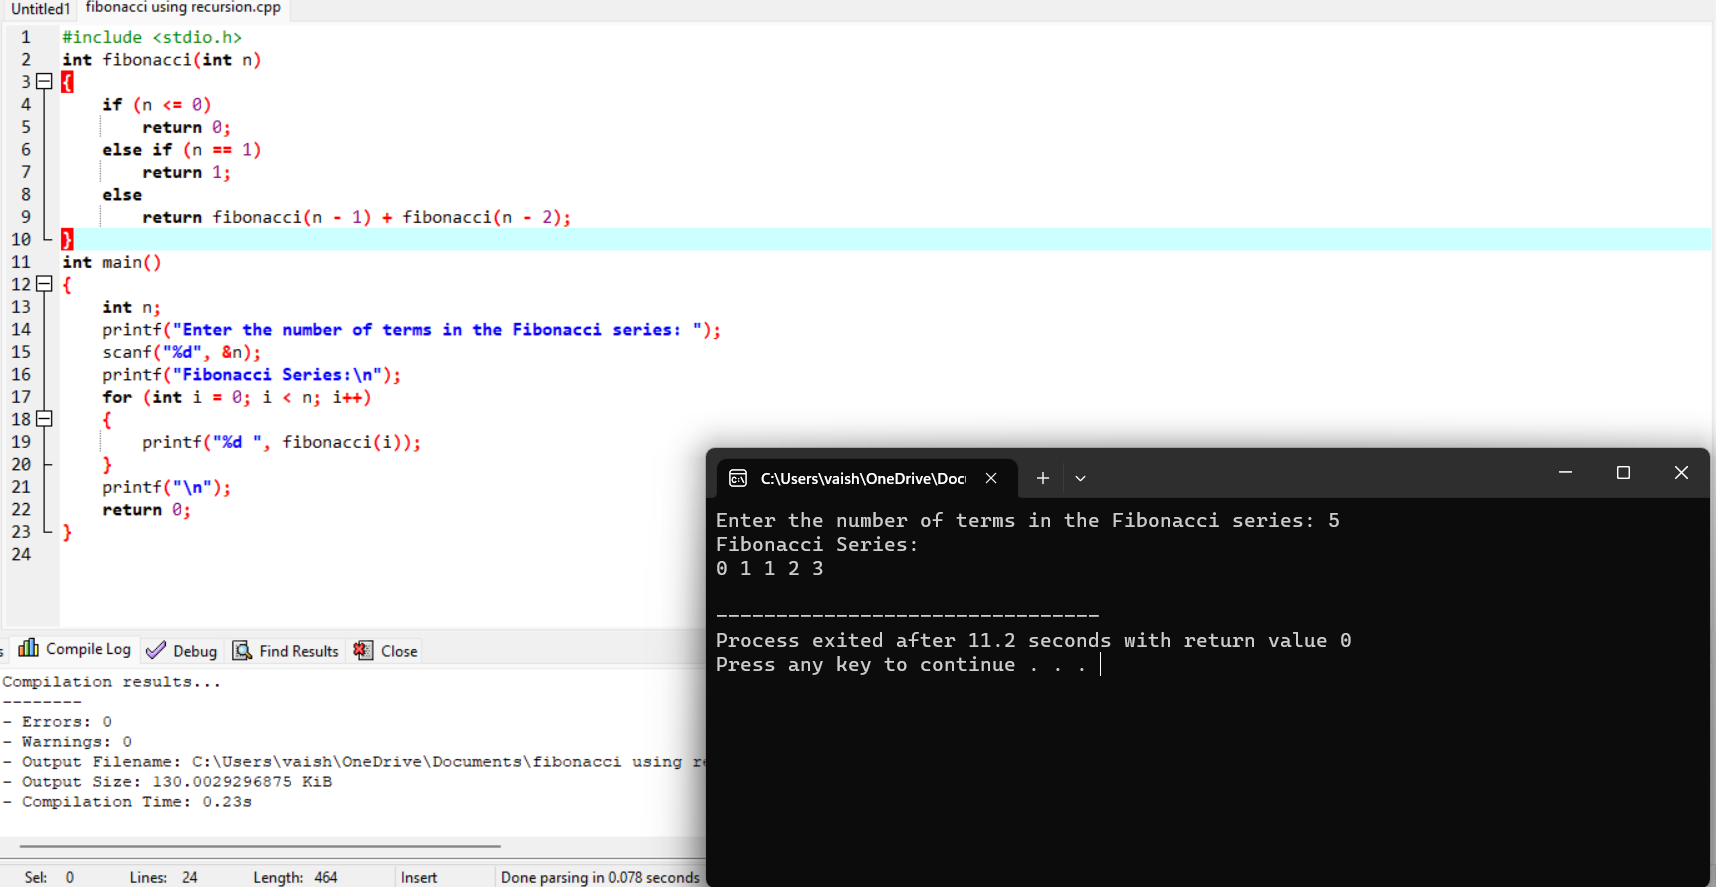 Untitled1 fibonacci using recursion.cpp
1 #include <stdio.h>
2 int fibonacci(int n)
3 {
4 if (n <= 0)
5 return 0;
6 else if (n == 1)
7 return 1;
8 else
9 return fibonacci(n - 1) + fibonacci(n - 2);
10 }
11 int main()
12 {
13 int n;
14 printf("Enter the number of terms in the Fibonacci series: ");
15 scanf("%d", &n);
16 printf("Fibonacci Series:\n");
17 for (int i = 0; i < n; i++)
18 {
19 printf("%d ", fibonacci(i));
20 }
21 printf("\n");
22 return 0;
23 }
24
C:\Users\vaish\OneDrive\Docu
Enter the number of terms in the Fibonacci series: 5
Fibonacci Series:
0 1 1 2 3
--------------------------------
Process exited after 11.2 seconds with return value 0
Press any key to continue . . .
Compile Log Debug Find Results Close
Compilation results...
--------
- Errors: 0
- Warnings: 0
- Output Filename: C:\Users\vaish\OneDrive\Documents\fibonacci using
- Output Size: 130.0029296875 KiB
- Compilation Time: 0.23s
Sel: 0 Lines: 24 Length: 464 Insert Done parsing in 0.078 seconds